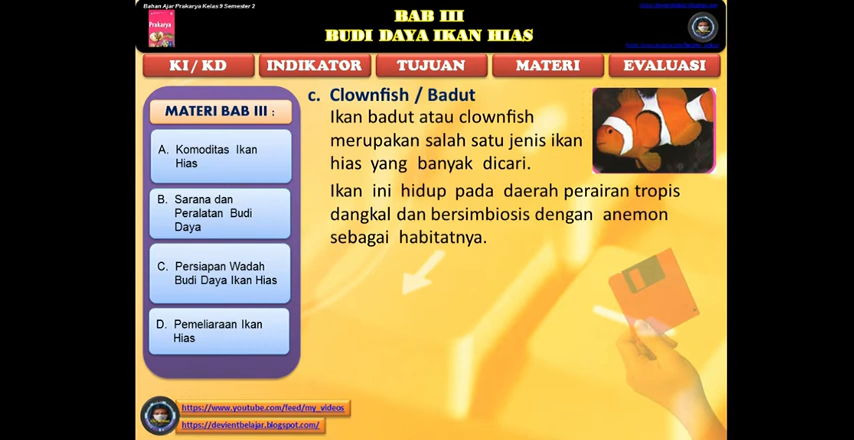 Bahan Ajar Prakarya Kelas 9 Semester 2
Prakarya
BAB III
BUDI DAYA IKAN HIAS
KI / KD
INDIKATOR
TUJUAN
MATERI
EVALUASI
MATERI BAB III :
A. Komoditas Ikan
Hias
B. Sarana dan
Peralatan Budi
Daya
C. Persiapan Wadah
Budi Daya Ikan Hias
D. Pemeliaraan Ikan
Hias
c. Clownfish / Badut
Ikan badut atau clownfish
merupakan salah satu jenis ikan
hias yang banyak dicari.
Ikan ini hidup pada daerah perairan tropis
dangkal dan bersimbiosis dengan anemon
sebagai habitatnya.
https://www.youtube.com/feed/my_videos
https://devientbelajar.blogspot.com/